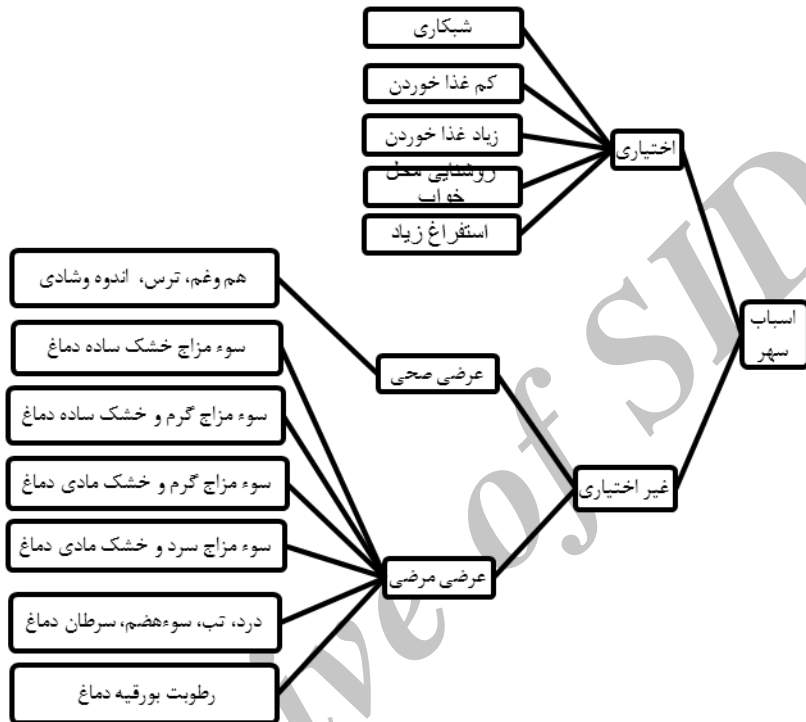 اسباب
سهر
اختیاری
شبکاری
کم غذا خوردن
زیاد غذا خوردن
روشنایی محل
خواب
استفراغ زیاد
غیر اختیاری
عرضی صحی
هم وغم، ترس، اندوه وشادی
عرضی مرضی
سوء مزاج خشک ساده دماغ
سوء مزاج گرم و خشک ساده دماغ
سوء مزاج گرم و خشک مادی دماغ
سوء مزاج سرد و خشک مادی دماغ
درد، تب، سوءهضم، سرطان دماغ
رطوبت بورقیه دماغ
ive of SID